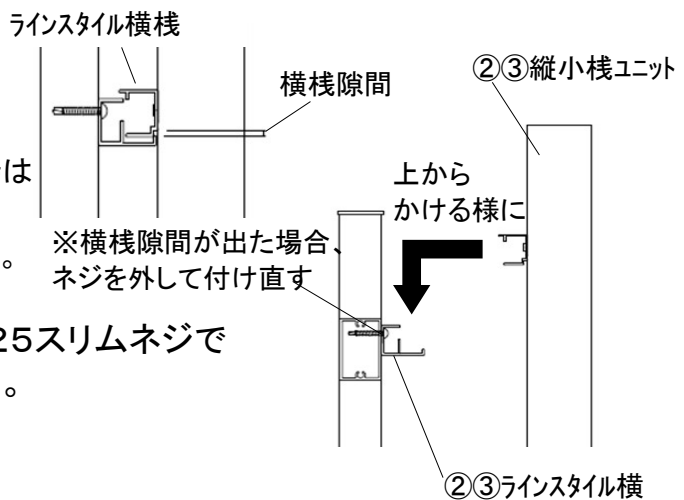 ラインスタイル横桟
横桟隙間
②③縦小桟ユニット
は
上から
かける様に
※横桟隙間が出た場合、
ネジを外して付け直す
。
25スリムネジで
。
②③ラインスタイル横